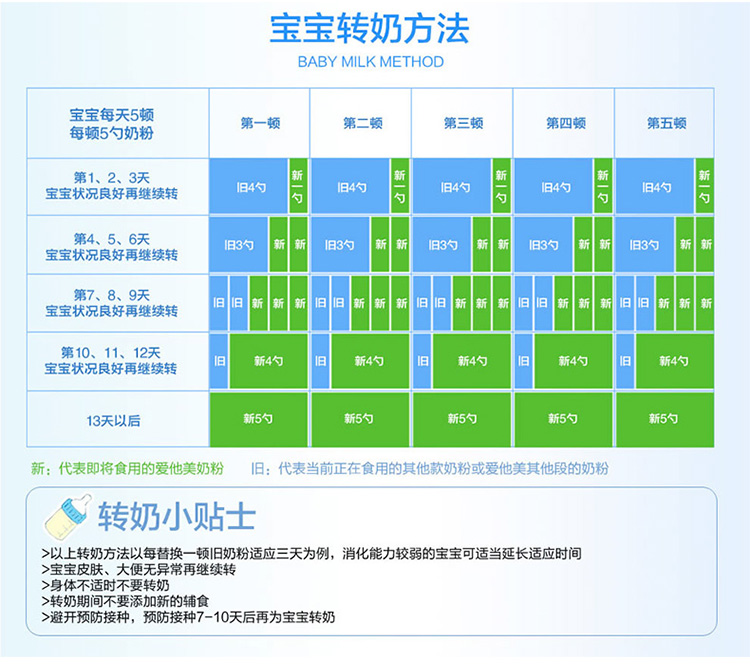 宝宝转奶方法
BABY MILK METHOD
宝宝每天5顿
每顿5勺奶粉
第一顿 第二顿 第三顿 第四顿 第五顿
第1、2、3天
宝宝状况良好再继续转
旧4勺 新一勺 旧4勺 新一勺 旧4勺 新一勺 旧4勺 新一勺 旧4勺 新一勺
第4、5、6天
宝宝状况良好再继续转
旧3勺 新 新 旧3勺 新 新 旧3勺 新 新 旧3勺 新 新 旧3勺 新 新
第7、8、9天
宝宝状况良好再继续转
旧 旧 新 新 新 旧 旧 新 新 新 旧 旧 新 新 新 旧 旧 新 新 新 旧 旧 新 新 新
第10、11、12天
宝宝状况良好再继续转
旧 新4勺 旧 新4勺 旧 新4勺 旧 新4勺 旧 新4勺
13天以后
新5勺 新5勺 新5勺 新5勺 新5勺
新：代表即将食用的爱他美奶粉 旧：代表当前正在食用的其他款奶粉或爱他美其他段的奶粉
转奶小贴士
>以上转奶方法以每替换一顿旧奶粉适应三天为例，消化能力较弱的宝宝可适当延长适应时间
>宝宝皮肤、大便无异常再继续转
>身体不适时不要转奶
>转奶期间不要添加新的辅食
>避开预防接种，预防接种7-10天后再为宝宝转奶